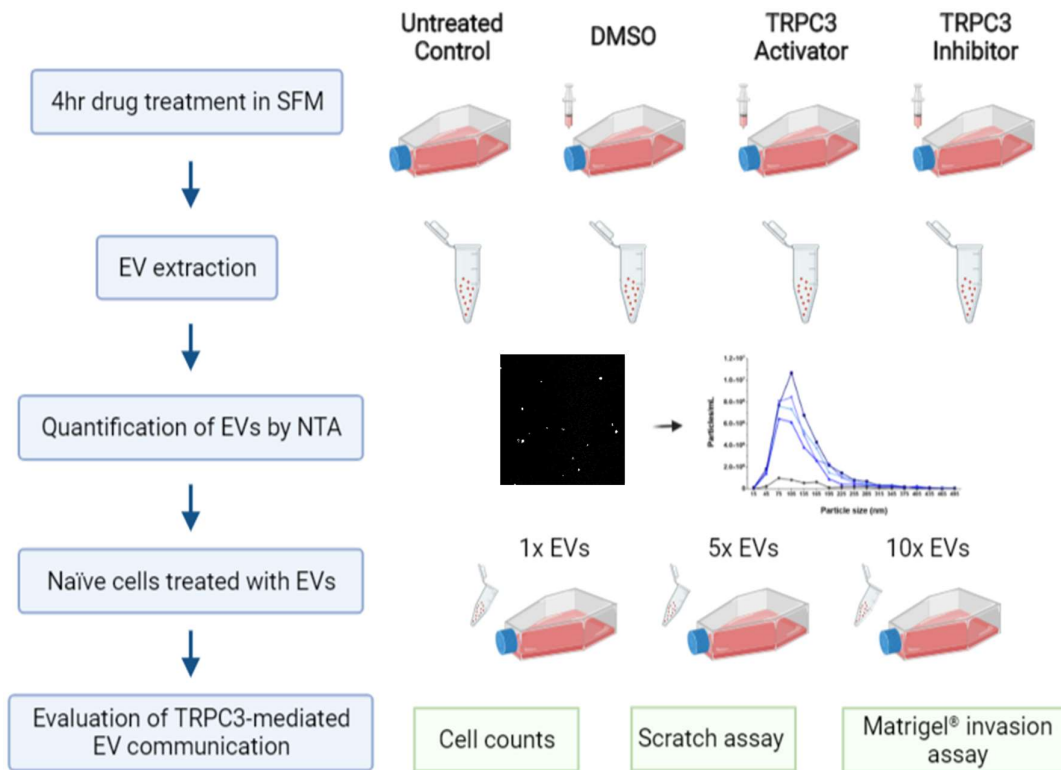 Untreated
Control
DMSO
TRPC3
Activator
TRPC3
Inhibitor
4hr drug treatment in SFM
EV extraction
Quantification of EVs by NTA
Particles/mL
Particle size (nm)
1x EVs
5x EVs
10x EVs
Naïve cells treated with EVs
Evaluation of TRPC3-mediated
EV communication
Cell counts
Scratch assay
Matrigel® invasion
assay